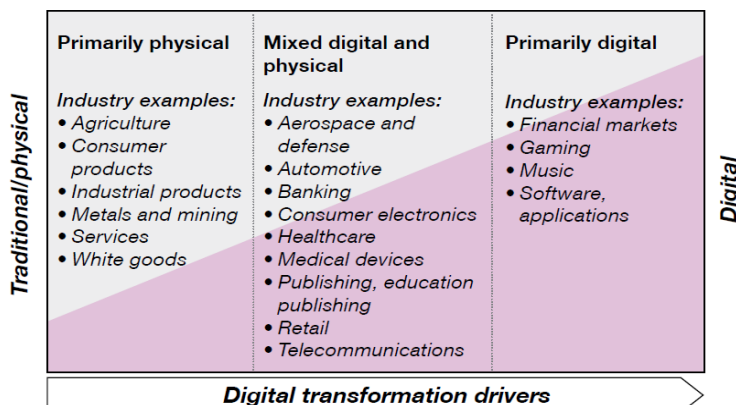 Traditional/physical
Primarily physical
Industry examples:
• Agriculture
• Consumer
products
• Industrial products
• Metals and mining
• Services
• White goods
Mixed digital and
physical
Industry examples:
• Aerospace and
defense
• Automotive
• Banking
• Consumer electronics
• Healthcare
• Medical devices
• Publishing, education
publishing
• Retail
• Telecommunications
Primarily digital
Industry examples:
• Financial markets
• Gaming
• Music
• Software,
applications
Digital
Digital transformation drivers